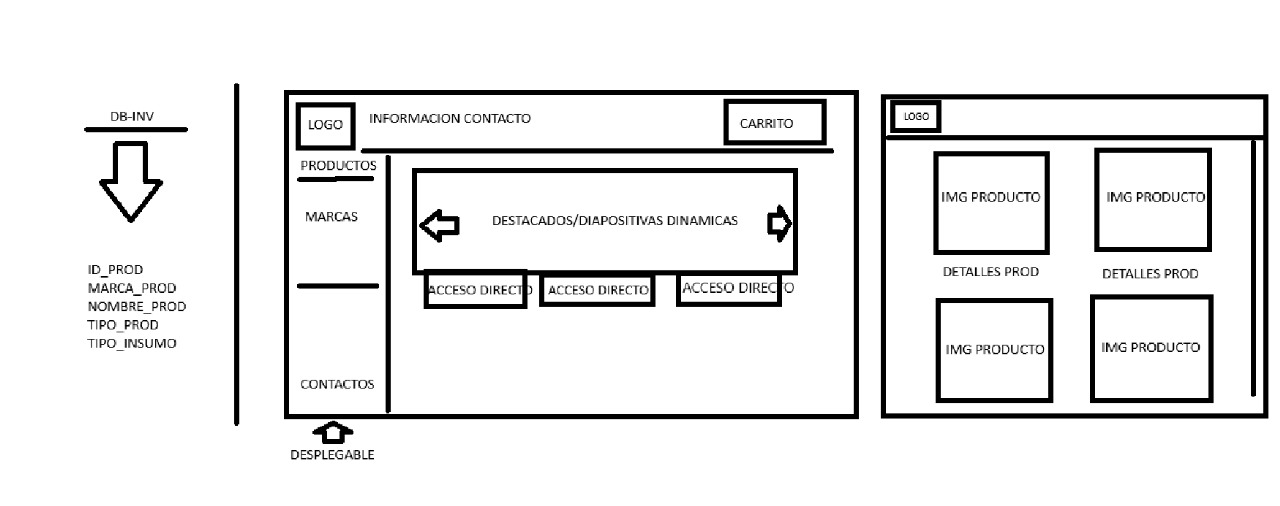 DB-INV
ID_PROD
MARCA_PROD
NOMBRE_PROD
TIPO_PROD
TIPO_INSUMO
LOGO
INFORMACION CONTACTO
CARRITO
PRODUCTOS
MARCAS
CONTACTOS
DESTACADOS/DIAPOSITIVAS DINAMICAS
ACCESO DIRECTO
ACCESO DIRECTO
ACCESO DIRECTO
DESPLEGABLE
LOGO
IMG PRODUCTO
IMG PRODUCTO
DETALLES PROD
DETALLES PROD
IMG PRODUCTO
IMG PRODUCTO